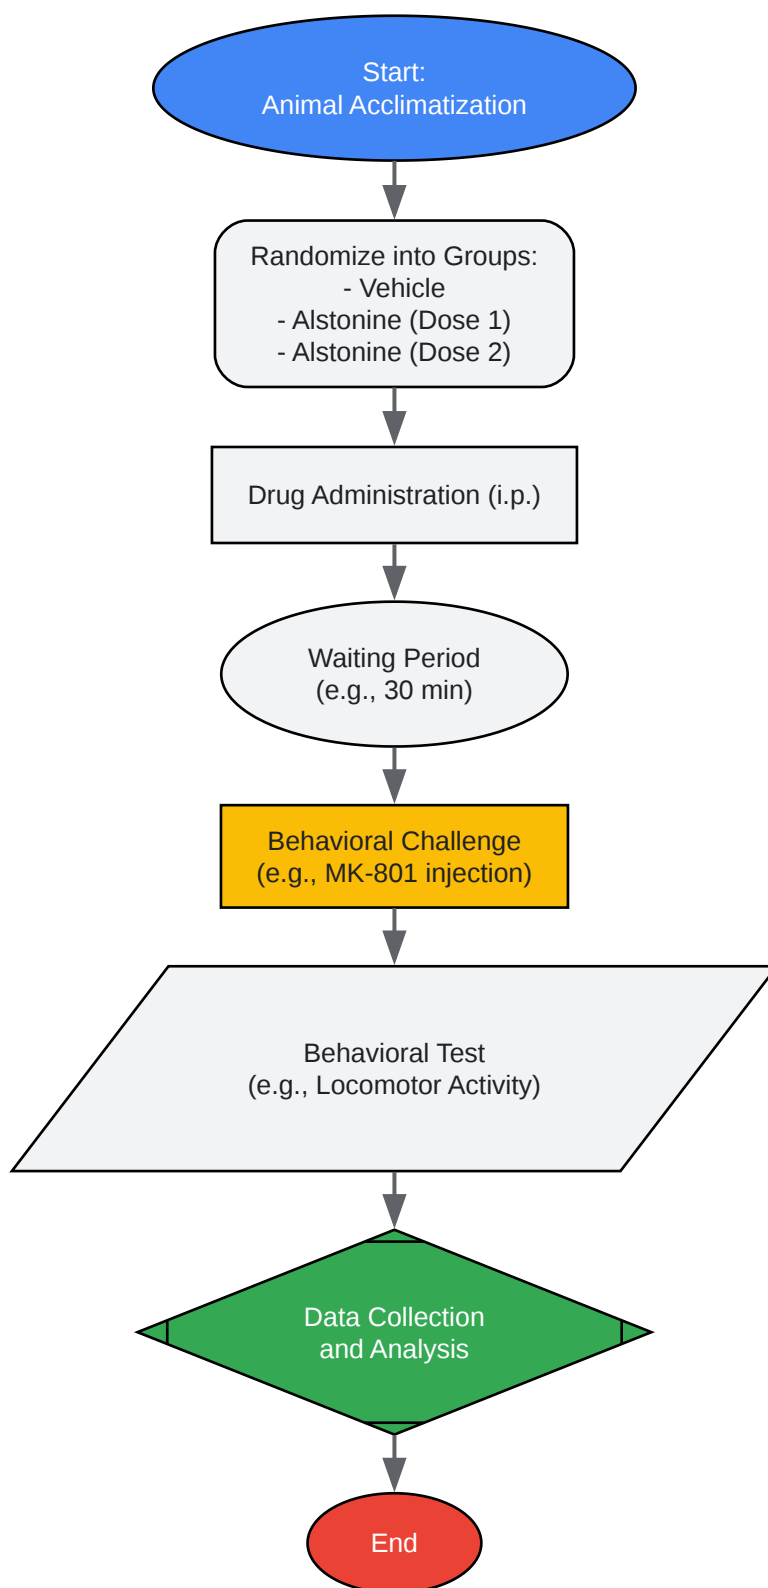 Start:
Animal Acclimatization
Randomize into Groups:
- Vehicle
- Alstonine (Dose 1)
- Alstonine (Dose 2)
Drug Administration (i.p.)
Waiting Period
(e.g., 30 min)
Behavioral Challenge
(e.g., MK-801 injection)
Behavioral Test
(e.g., Locomotor Activity)
Data Collection
and Analysis
End